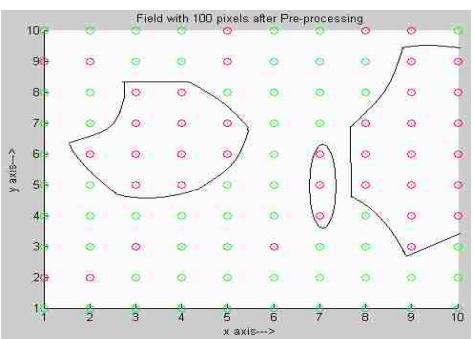 Field with 100 pixels after Pre-processing
10
9
8
7
6
5
4
3
2
1
y axis--->
1 2 3 4 5 6 7 8 9 10
x axis--->